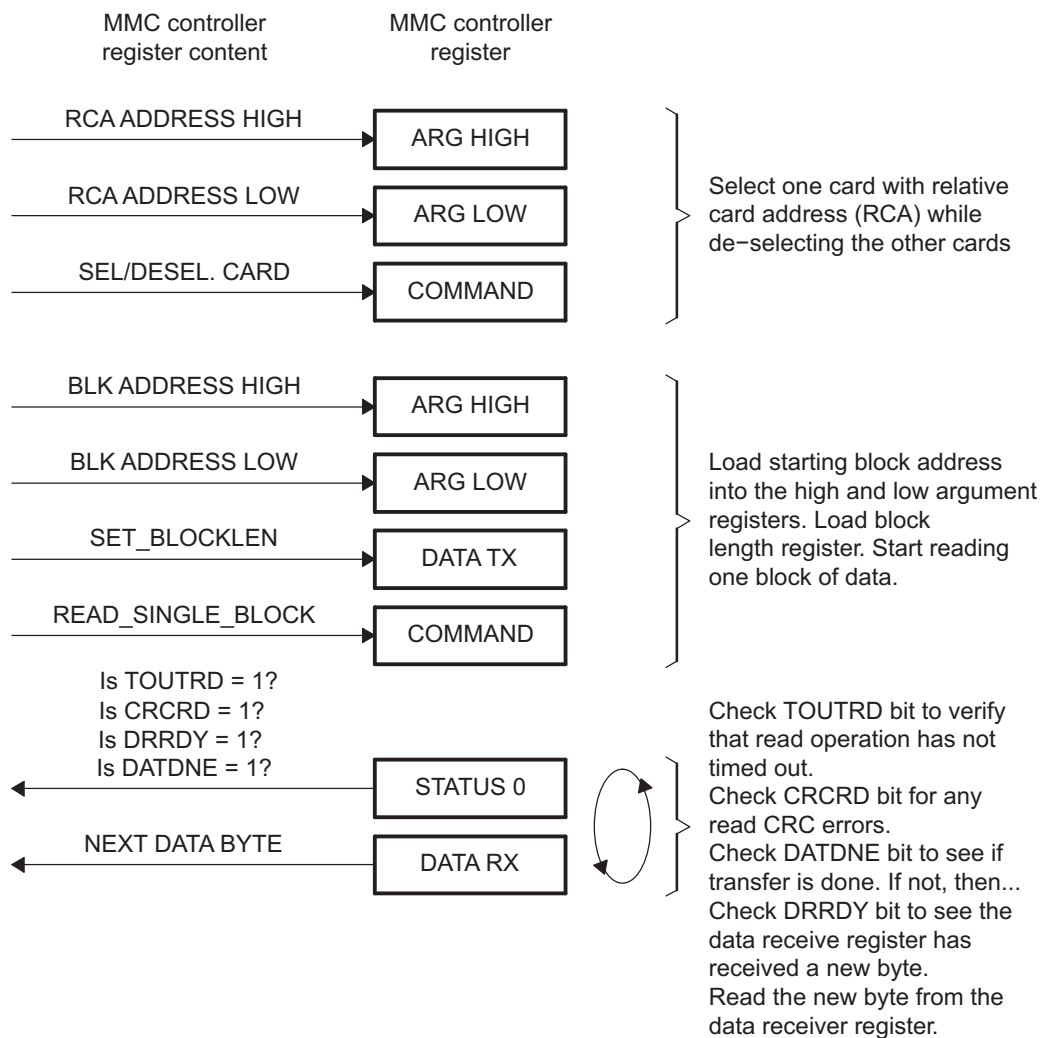 MMC controller
register content
MMC controller
register
RCA ADDRESS HIGH
ARG HIGH
RCA ADDRESS LOW
ARG LOW
SEL/DESEL. CARD
COMMAND
Select one card with relative
card address (RCA) while
de−selecting the other cards
BLK ADDRESS HIGH
ARG HIGH
BLK ADDRESS LOW
ARG LOW
SET_BLOCKLEN
DATA TX
READ_SINGLE_BLOCK
COMMAND
Load starting block address
into the high and low argument
registers. Load block
length register. Start reading
one block of data.
Is TOUTRD = 1?
Is CRCRD = 1?
Is DRRDY = 1?
Is DATDNE = 1?
STATUS 0
NEXT DATA BYTE
DATA RX
Check TOUTRD bit to verify
that read operation has not
timed out.
Check CRCRD bit for any
read CRC errors.
Check DATDNE bit to see if
transfer is done. If not, then...
Check DRRDY bit to see the
data receive register has
received a new byte.
Read the new byte from the
data receiver register.